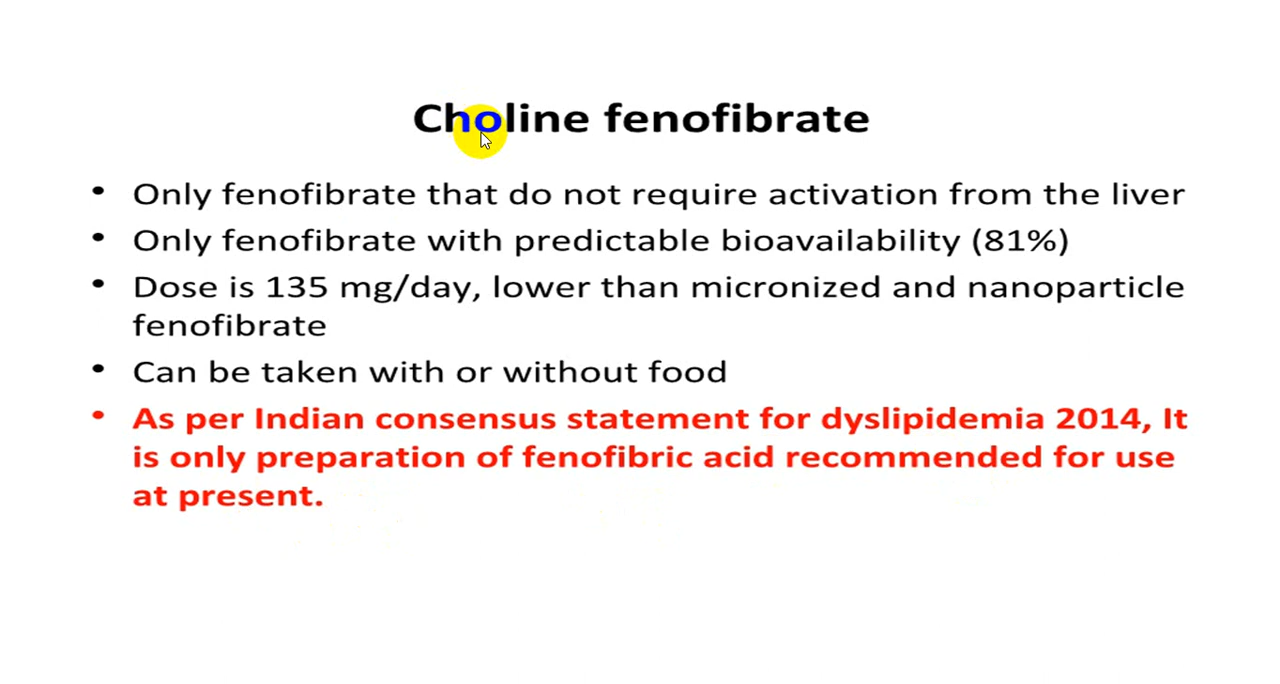 Choline fenofibrate
• Only fenofibrate that do not require activation from the liver
• Only fenofibrate with predictable bioavailability (81%)
• Dose is 135 mg/day, lower than micronized and nanoparticle
fenofibrate
• Can be taken with or without food
• As per Indian consensus statement for dyslipidemia 2014, It
is only preparation of fenofibric acid recommended for use
at present.